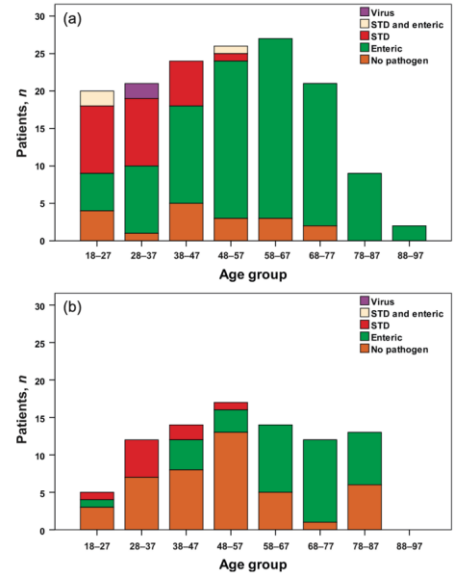 (a)
Virus
STD and enteric
STD
Enteric
No pathogen
30
25
20
15
10
5
0
Patients, n
18–27 28–37 38–47 48–57 58–67 68–77 78–87 88–97
Age group
(b)
Virus
STD and enteric
STD
Enteric
No pathogen
30
20
15
10
5
0
Patients, n
18–27 28–37 38–47 48–57 58–67 68–77 78–87 88–97
Age group